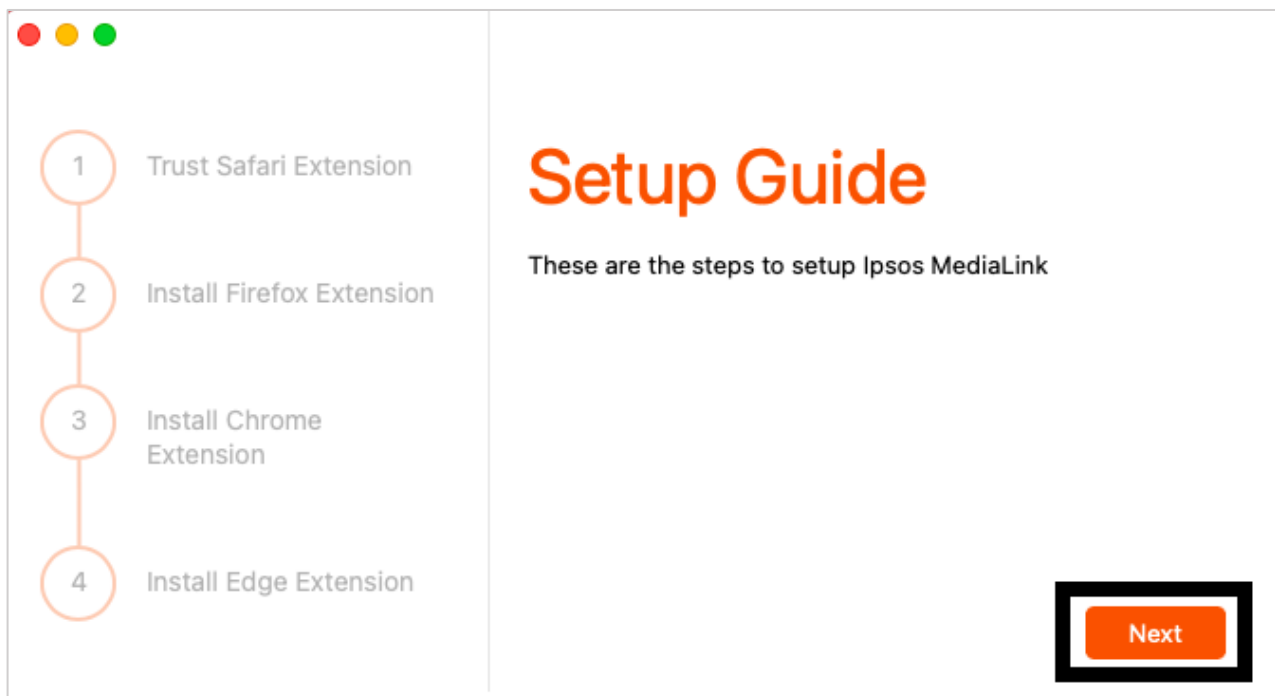 1 Trust Safari Extension
2 Install Firefox Extension
3 Install Chrome
Extension
4 Install Edge Extension
Setup Guide
These are the steps to setup Ipsos MediaLink
Next